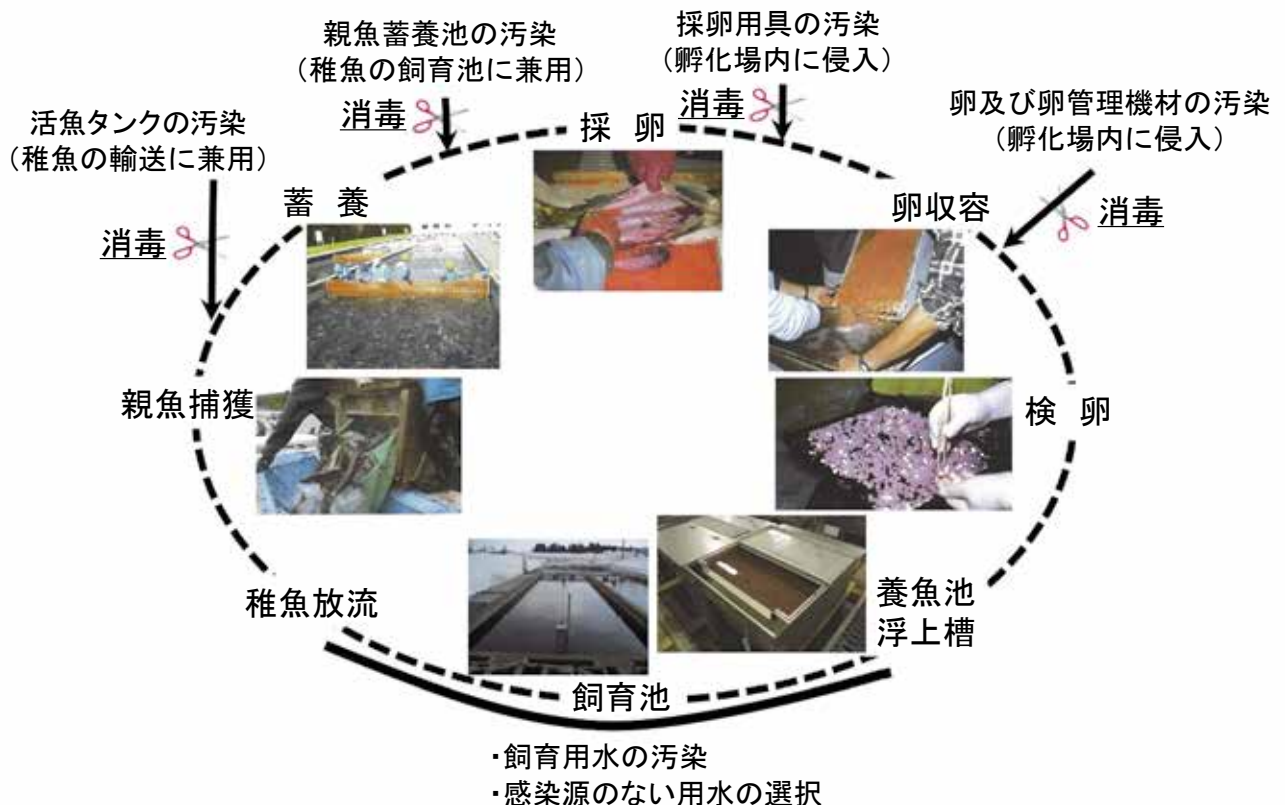 親魚蓄養池の汚染
（稚魚の飼育池に兼用）
消毒
採卵用具の汚染
（孵化場内に侵入）
消毒
卵及び卵管理機材の汚染
（孵化場内に侵入）
消毒
活魚タンクの汚染
（稚魚の輸送に兼用）
消毒
採 卵
蓄 養
卵収容
親魚捕獲
検 卵
稚魚放流
養魚池
浮上槽
飼育池
・飼育用水の汚染
・感染源のない用水の選択